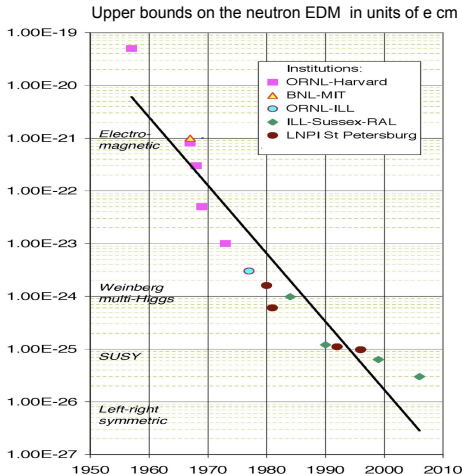 Upper bounds on the neutron EDM in units of e cm
1.00E-19
1.00E-20
1.00E-21
1.00E-22
1.00E-23
1.00E-24
1.00E-25
1.00E-26
1.00E-27
Institutions:
ORNL-Harvard
BNL-MIT
ORNL-ILL
ILL-Sussex-RAL
LNPI St Petersburg
Electro-
magnetic
Weinberg
multi-Higgs
SUSY
Left-right
symmetric
1950 1960 1970 1980 1990 2000 2010